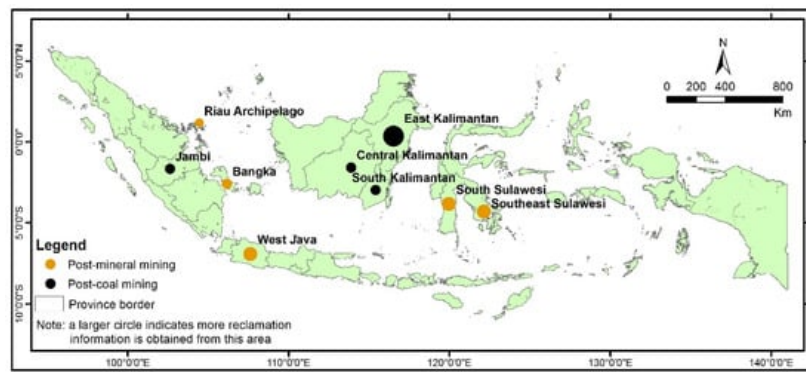 N
0 200 400 600 800
Km
5°0'0"N
0°0'0"
5°0'0"S
10°0'0"S
Riau Archipelago
East Kalimantan
Jambi
Central Kalimantan
Bangka
South Kalimantan
South Sulawesi
Southeast Sulawesi
West Java
Legend
Post-mineral mining
Post-coal mining
Province border
Note: a larger circle indicates more reclamation
information is obtained from this area
100°0'0"E
110°0'0"E
120°0'0"E
130°0'0"E
140°0'0"E